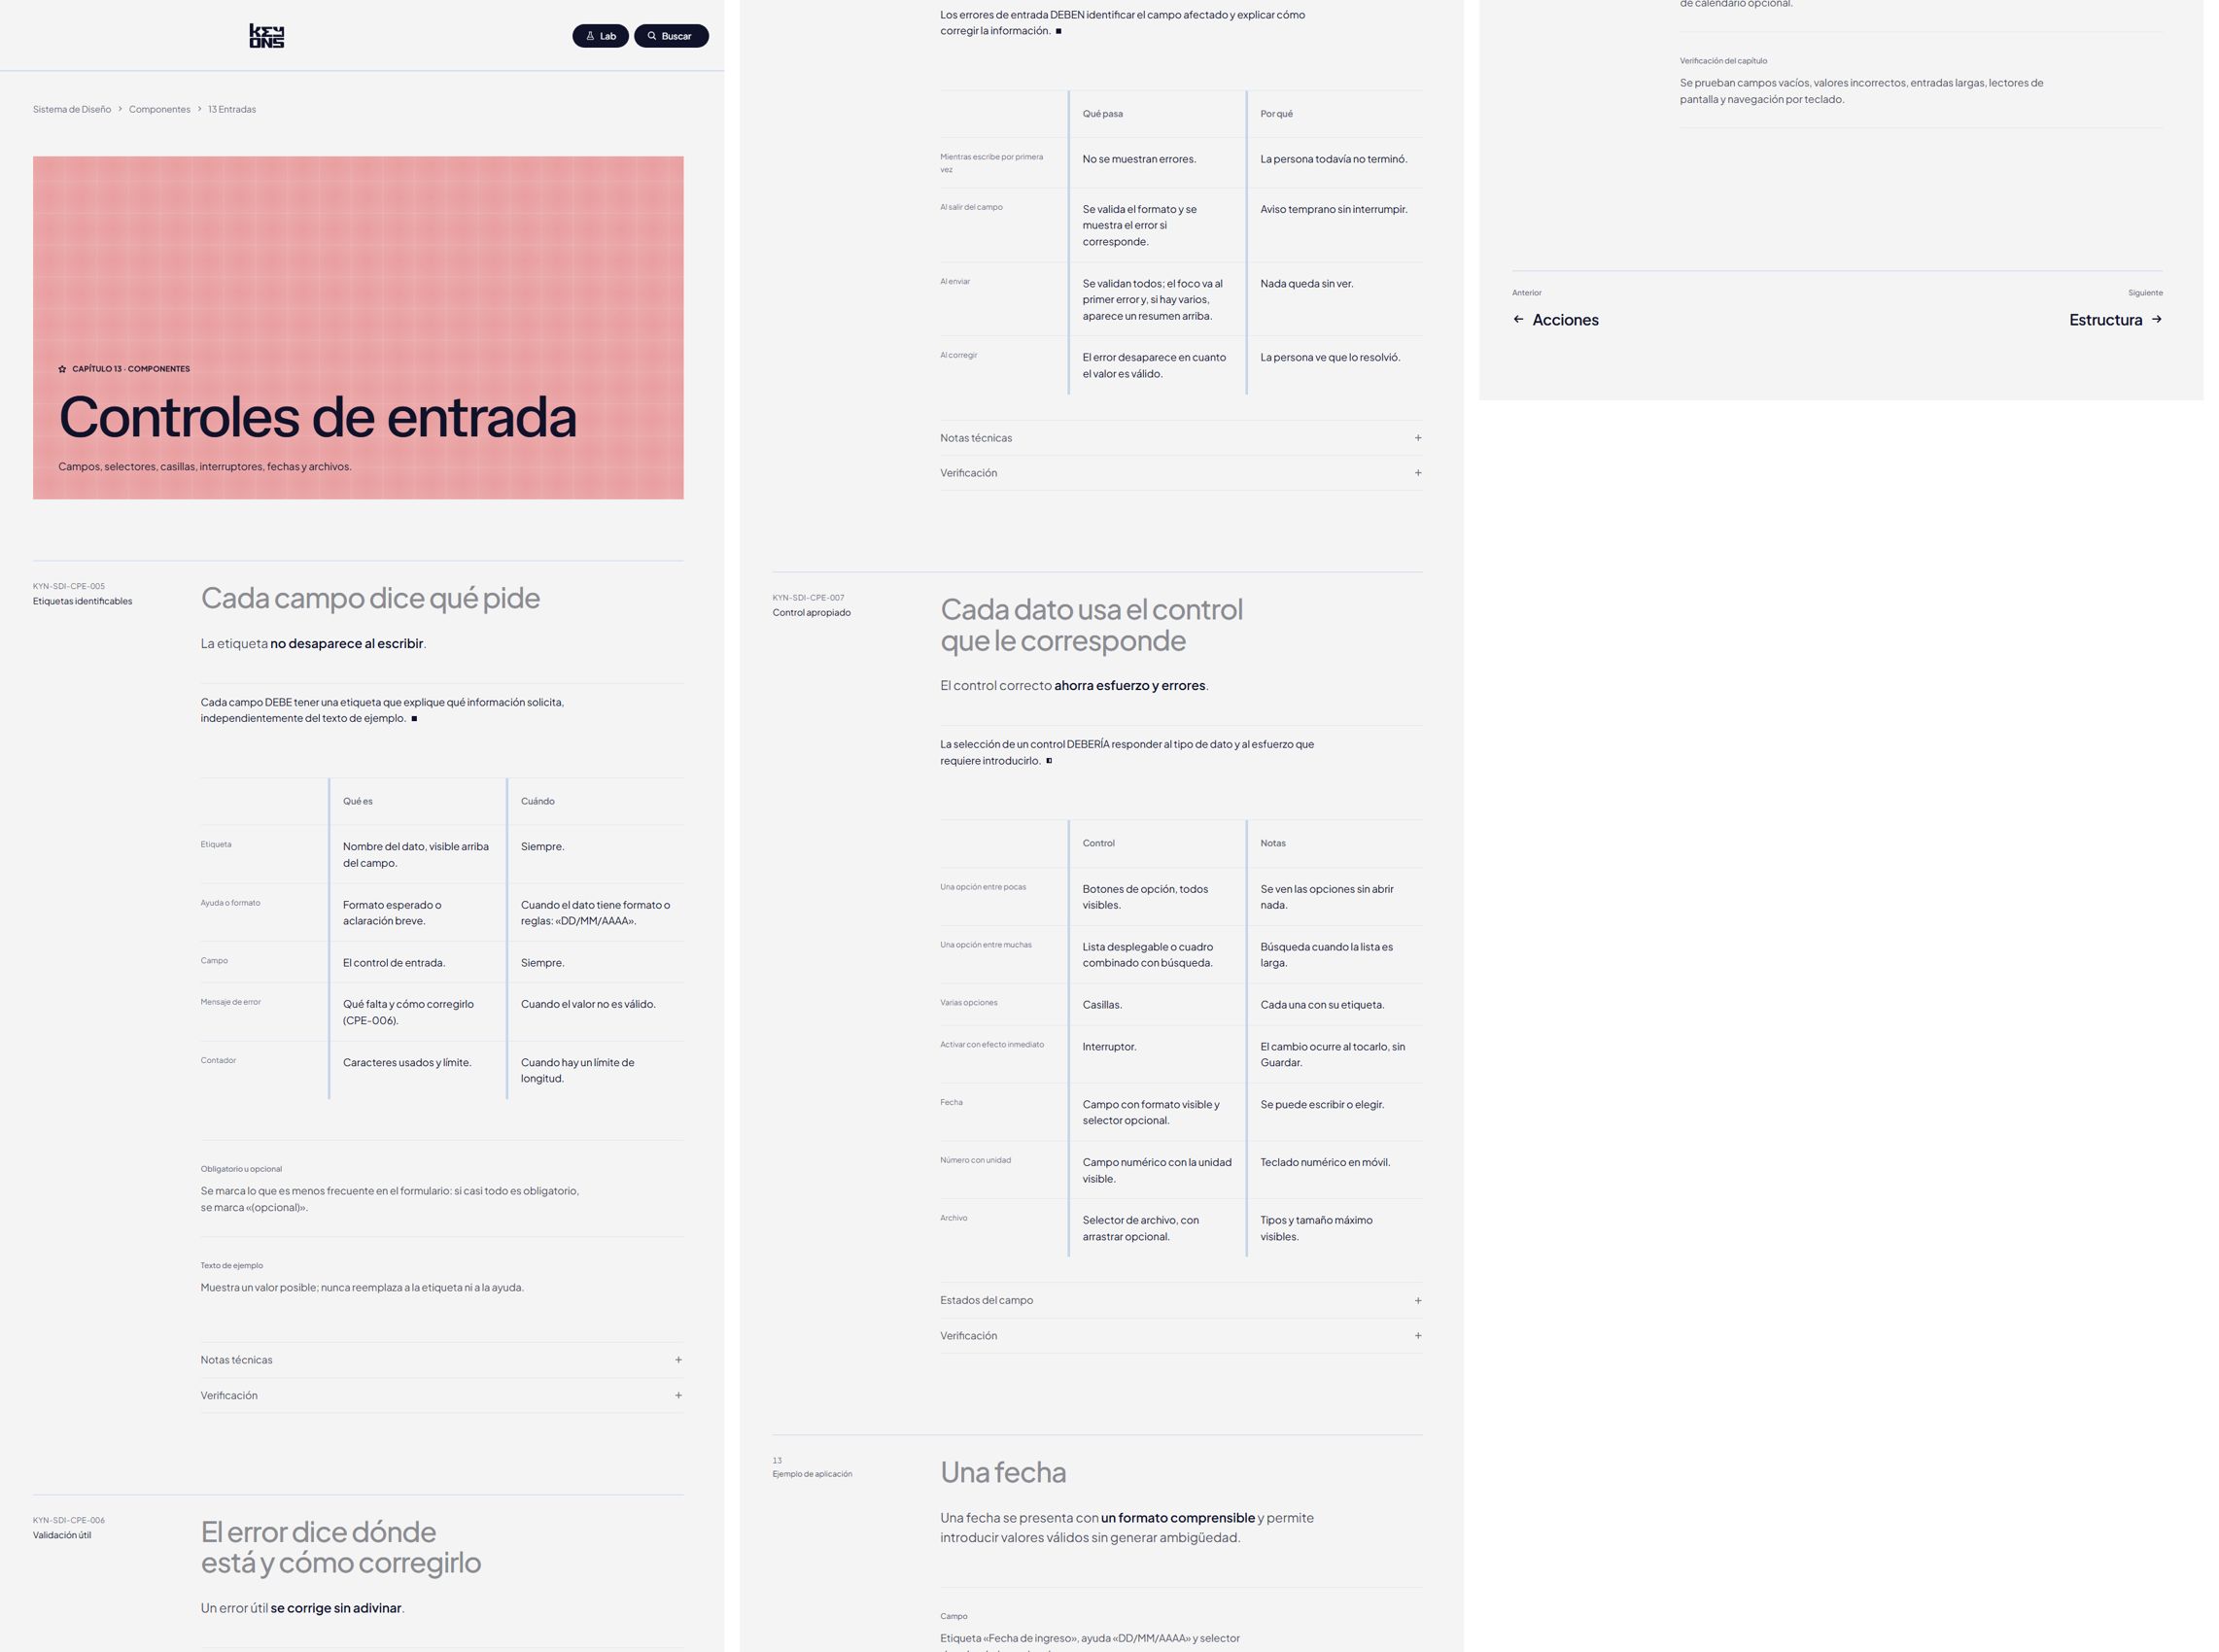 KEY
ONS
Lab
Buscar
Sistema de Diseño > Componentes > 13 Entradas
CAPÍTULO 13 · COMPONENTES
Controles de entrada
Campos, selectores, casillas, interruptores, fechas y archivos.
KYN-SDI-CPE-005
Etiquetas identificables
Cada campo dice qué pide
La etiqueta no desaparece al escribir.
Cada campo DEBE tener una etiqueta que explique qué información solicita,
independientemente del texto de ejemplo.
Qué es
Cuándo
Etiqueta
Nombre del dato, visible arriba
del campo.
Siempre.
Ayuda o formato
Formato esperado o
aclaración breve.
Cuando el dato tiene formato o
reglas: «DD/MM/AAAA».
Campo
El control de entrada.
Siempre.
Mensaje de error
Qué falta y cómo corregirlo
(CPE-006).
Cuando el valor no es válido.
Contador
Caracteres usados y límite.
Cuando hay un límite de
longitud.
Obligatorio u opcional
Se marca lo que es menos frecuente en el formulario: si casi todo es obligatorio,
se marca «(opcional)».
Texto de ejemplo
Muestra un valor posible; nunca reemplaza a la etiqueta ni a la ayuda.
Notas técnicas +
Verificación +
KYN-SDI-CPE-006
Validación útil
El error dice dónde
está y cómo corregirlo
Un error útil se corrige sin adivinar.
Los errores de entrada DEBEN identificar el campo afectado y explicar cómo
corregir la información.
Qué pasa
Por qué
Mientras escribe por primera
vez
No se muestran errores.
La persona todavía no terminó.
Al salir del campo
Se valida el formato y se
muestra el error si
corresponde.
Aviso temprano sin interrumpir.
Al enviar
Se validan todos; el foco va al
primer error y, si hay varios,
aparece un resumen arriba.
Nada queda sin ver.
Al corregir
El error desaparece en cuanto
el valor es válido.
La persona ve que lo resolvió.
Notas técnicas +
Verificación +
KYN-SDI-CPE-007
Control apropiado
Cada dato usa el control
que le corresponde
El control correcto ahorra esfuerzo y errores.
La selección de un control DEBERÍA responder al tipo de dato y al esfuerzo que
requiere introducirlo.
Control
Notas
Una opción entre pocas
Botones de opción, todos
visibles.
Se ven las opciones sin abrir
nada.
Una opción entre muchas
Lista desplegable o cuadro
combinado con búsqueda.
Búsqueda cuando la lista es
larga.
Varias opciones
Casillas.
Cada una con su etiqueta.
Activar con efecto inmediato
Interruptor.
El cambio ocurre al tocarlo, sin
Guardar.
Fecha
Campo con formato visible y
selector opcional.
Se puede escribir o elegir.
Número con unidad
Campo numérico con la unidad
visible.
Teclado numérico en móvil.
Archivo
Selector de archivo, con
arrastrar opcional.
Tipos y tamaño máximo
visibles.
Estados del campo +
Verificación +
13
Ejemplo de aplicación
Una fecha
Una fecha se presenta con un formato comprensible y permite
introducir valores válidos sin generar ambigüedad.
Campo
Etiqueta «Fecha de ingreso», ayuda «DD/MM/AAAA» y selector
de calendario opcional.
Verificación del capítulo
Se prueban campos vacíos, valores incorrectos, entradas largas, lectores de
pantalla y navegación por teclado.
Anterior
← Acciones
Siguiente
Estructura →